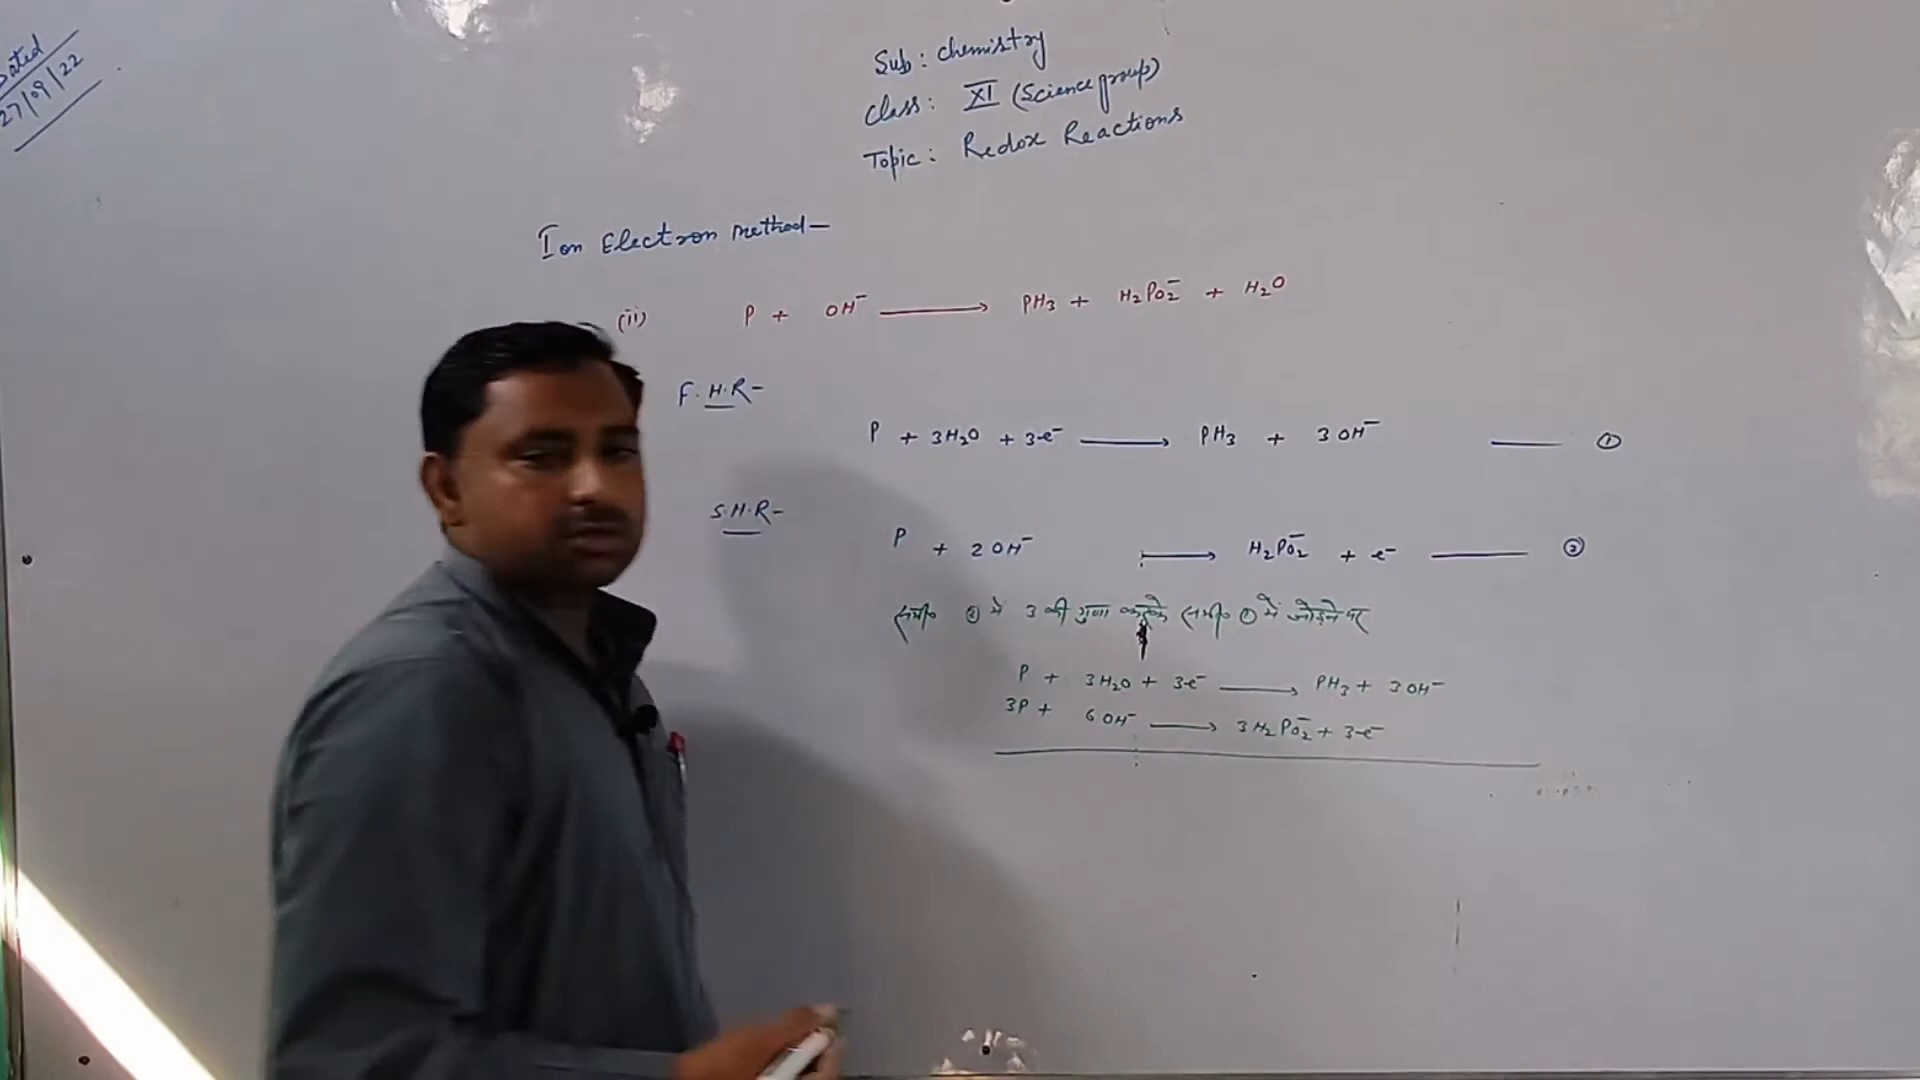 Dated
27/09/22
Sub: Chemistry
Class: XI (Science group)
Topic: Redox Reactions
Ion Electron method—
(ii) P + OH⁻ ⟶ PH₃ + H₂PO₂⁻ + H₂O
F.H.R-
P + 3H₂O + 3e⁻ ⟶ PH₃ + 3OH⁻ — ①
S.H.R-
P + 2OH⁻ ⟶ H₂PO₂⁻ + e⁻ — ②
समी० ② में 3 की गुणा करके समी० ① में जोड़ने पर
P + 3H₂O + 3e⁻ ⟶ PH₃ + 3OH⁻
3P + 6OH⁻ ⟶ 3H₂PO₂⁻ + 3e⁻